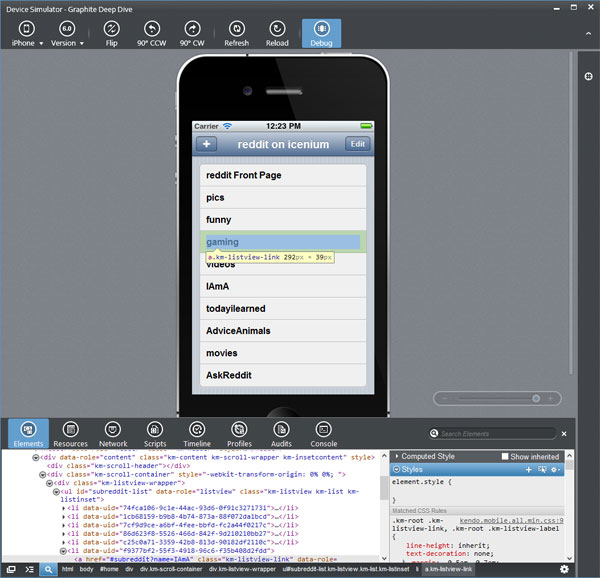 Device Simulator - Graphite Deep Dive
iPhone Version Flip 90° CCW 90° CW Refresh Reload Debug
6.0
Carrier 12:23 PM
+ reddit on icenium Edit
reddit Front Page
pics
funny
gaming
a.km-listview-link 292px × 39px
videos
IAmA
todayilearned
AdviceAnimals
movies
AskReddit
Elements Resources Network Scripts Timeline Profiles Audits Console
Search Elements
<div data-role="content" class="km-content km-scroll-wrapper km-insetcontent" style>
<div class="km-scroll-header"></div>
<div class="km-scroll-container" style="-webkit-transform-origin: 0% 0%; ">
<div class="km-listview-wrapper">
<ul id="subreddit-list" data-role="listview" class="km-listview km-list km-
listinset">
<li data-uid="74fca106-9c1e-44ac-93d6-0f91c3271731">…</li>
<li data-uid="1cb68159-b9b8-4b74-873a-88f072da1bcd">…</li>
<li data-uid="7cf9d9ce-a6bf-4fee-bbfd-fc2a44f0217c">…</li>
<li data-uid="86d623f8-5526-466d-842f-9d210210bb27">…</li>
<li data-uid="c25c0a71-3359-42b8-813d-90182df2110c">…</li>
<li data-uid="f9377bf2-55f3-4918-96c6-f35b408d2fdd">
<a href="#subreddit?name=IAmA" class="km-listview-link" data-role=
Computed Style Show inherited
Styles
element.style {
}
Matched CSS Rules
.km-root .km- kendo.mobile.all.min.css:9
listview-link, .km-root .km-listview-label
{
line-height: inherit;
text-decoration: none;
margin: -0.5em -0.7em
html body #home div div.km-scroll-container div.km-listview-wrapper ul#subreddit-list.km-listview.km-list.km-listinset li a.km-listview-link